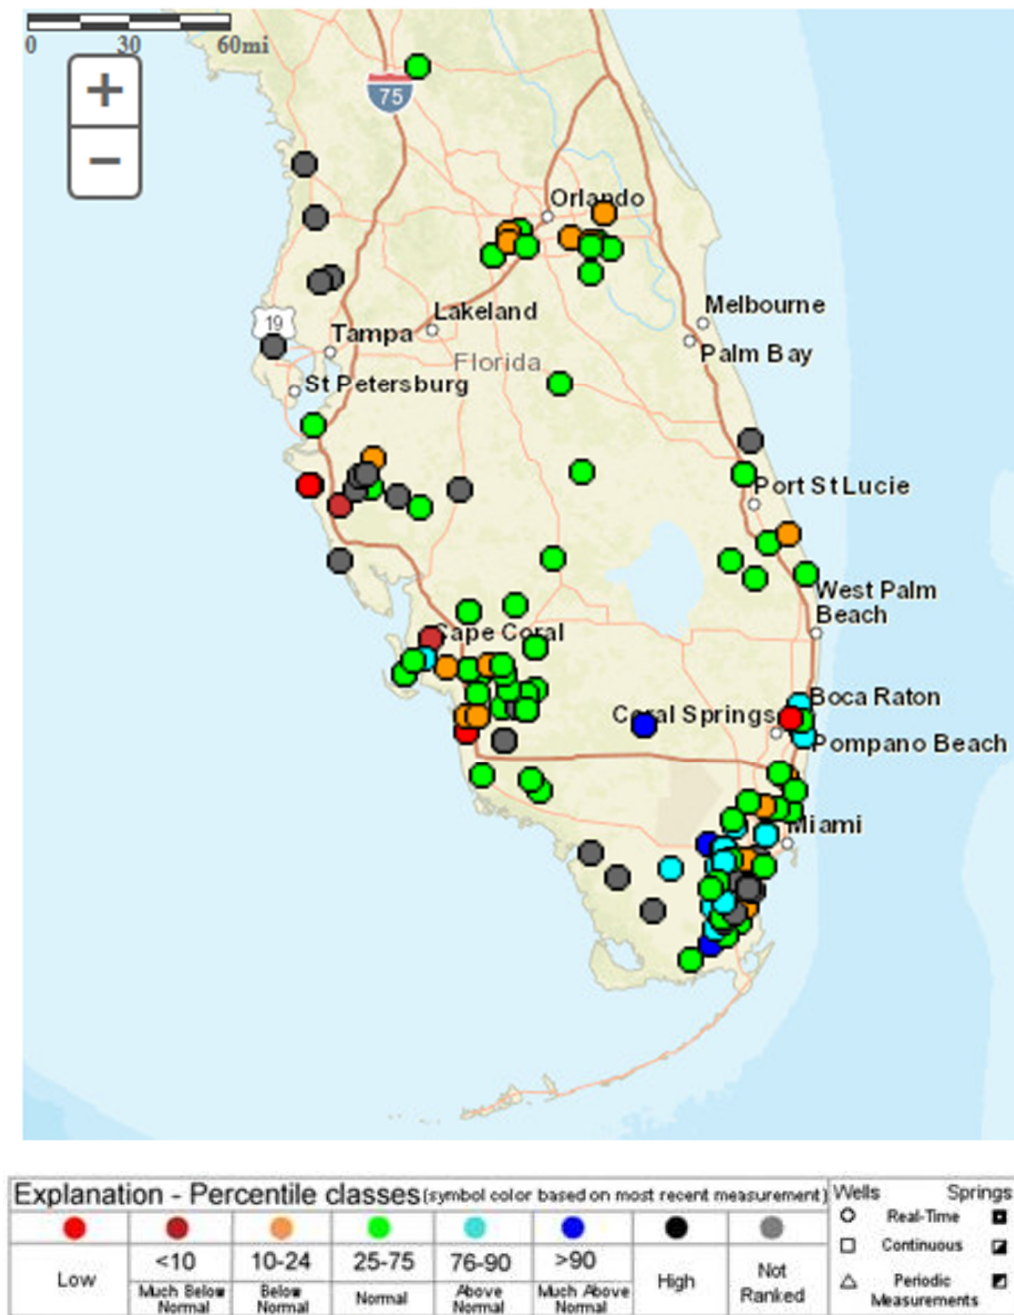 0 30 60mi
+
75
−
Orlando
Melbourne
Lakeland
19
Tampa
Palm Bay
Florida
St Petersburg
Port St Lucie
West Palm
Beach
Cape Coral
Boca Raton
Coral Springs
Pompano Beach
Miami
Explanation - Percentile classes (symbol color based on most recent measurement)
Wells Springs
Real-Time
Continuous
Periodic
Measurements
Low
<10 10-24 25-75 76-90 >90
Much Below
Normal
Below
Normal
Normal
Above
Normal
Much Above
Normal
High
Not
Ranked